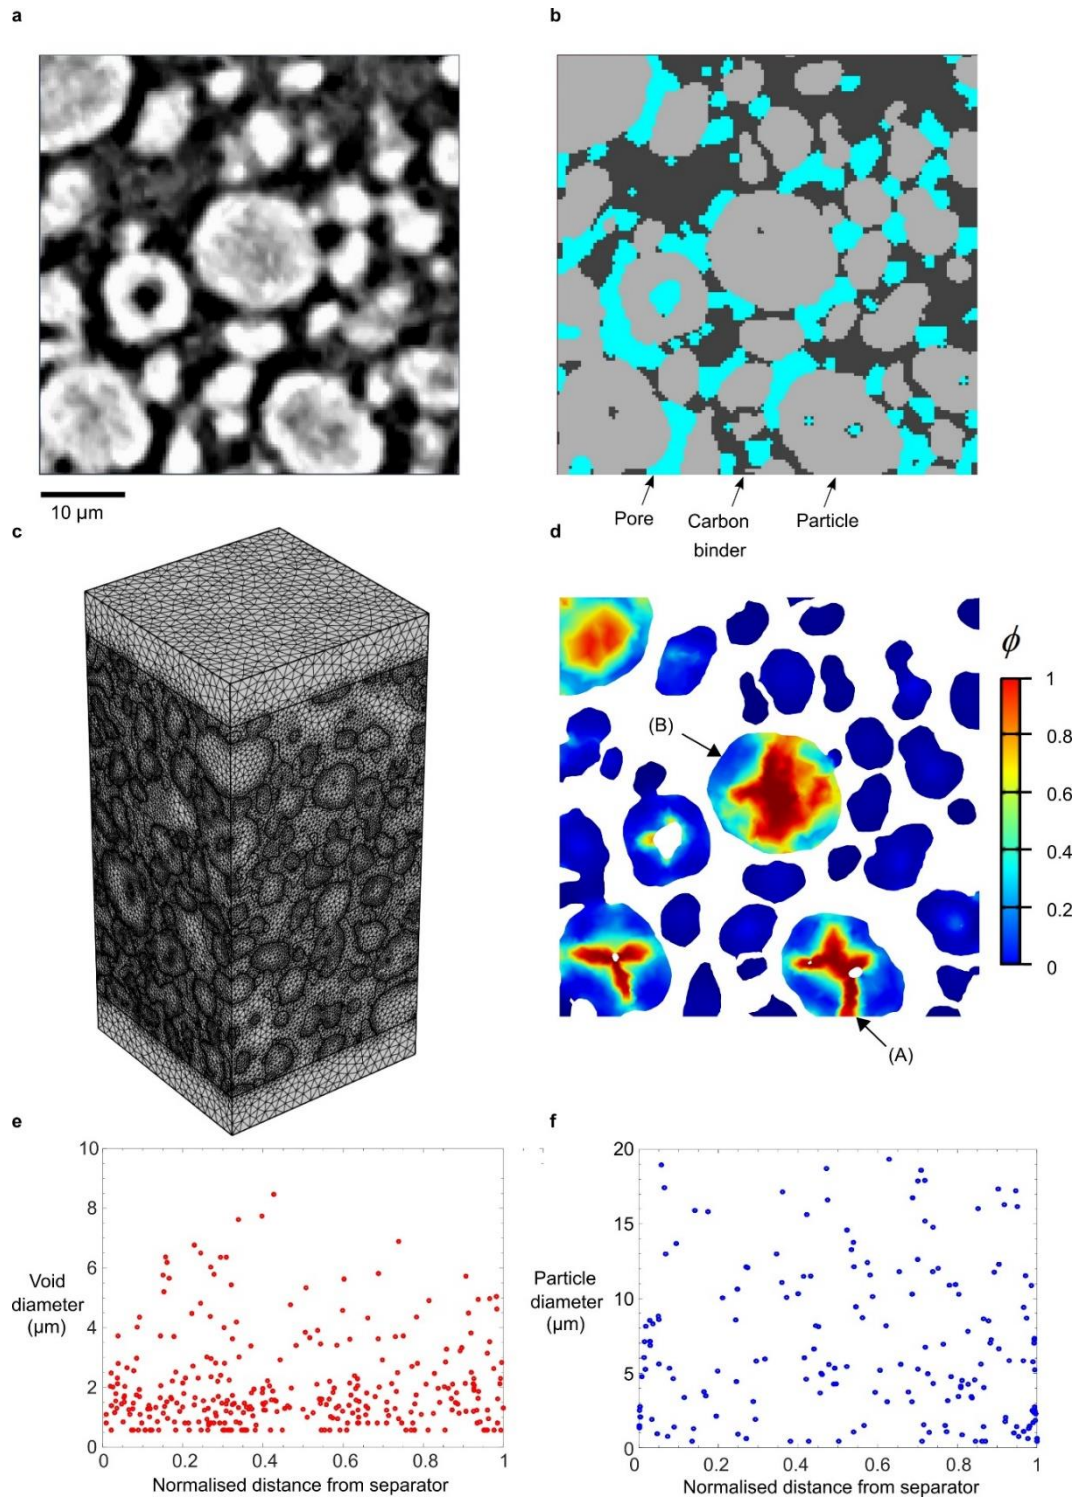 a
b
10 µm
Pore
Carbon
binder
Particle
c
d
ϕ
1
0.8
0.6
0.4
0.2
0
(B)
(A)
e
f
10
8
6
4
2
0
Void
diameter
(µm)
0 0.2 0.4 0.6 0.8 1
Normalised distance from separator
20
15
10
5
0
Particle
diameter
(µm)
0 0.2 0.4 0.6 0.8 1
Normalised distance from separator